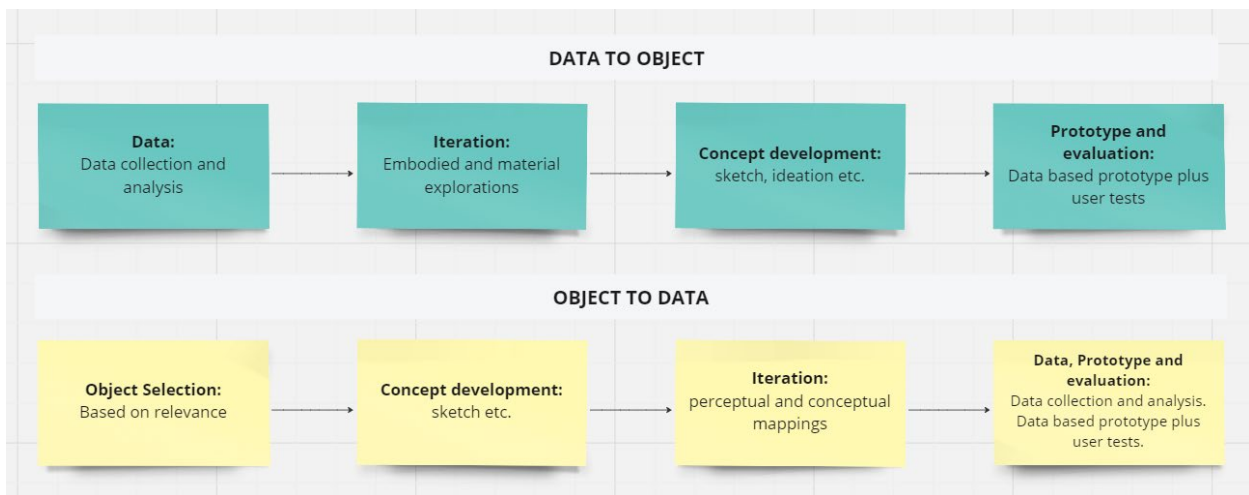 DATA TO OBJECT
Data:
Data collection and
analysis
Iteration:
Embodied and material
explorations
Concept development:
sketch, ideation etc.
Prototype and
evaluation:
Data based prototype plus
user tests
OBJECT TO DATA
Object Selection:
Based on relevance
Concept development:
sketch etc.
Iteration:
perceptual and conceptual
mappings
Data, Prototype and
evaluation:
Data collection and analysis.
Data based prototype plus
user tests.